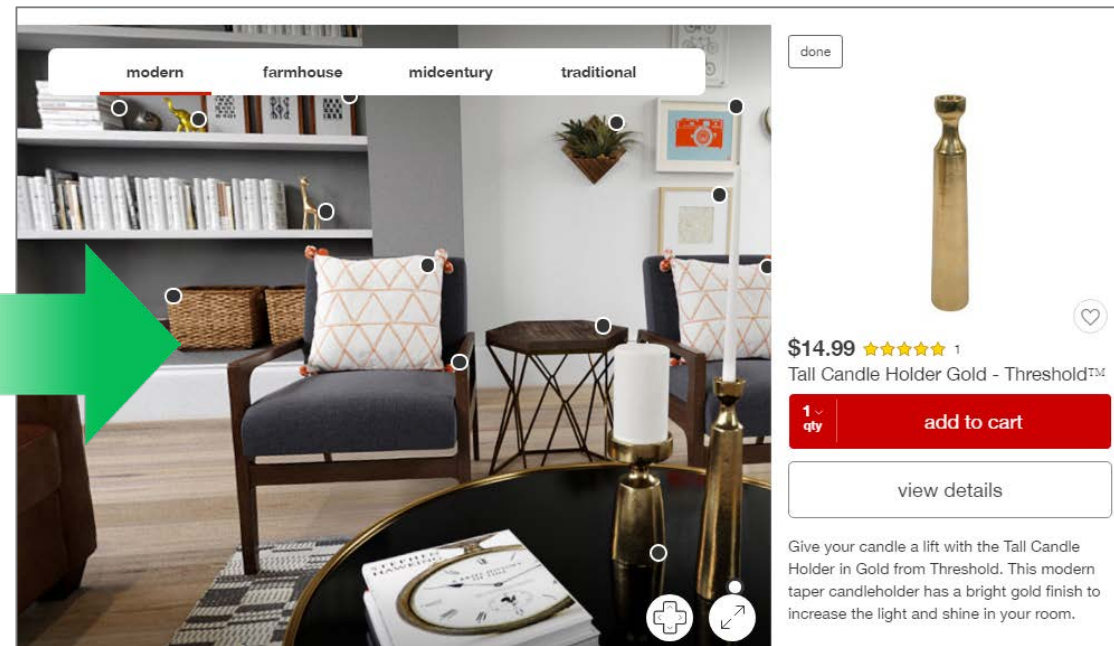 modern
farmhouse
midcentury
traditional
done
$14.99
1
Tall Candle Holder Gold - Threshold™
1
qty
add to cart
view details
Give your candle a lift with the Tall Candle
Holder in Gold from Threshold. This modern
taper candleholder has a bright gold finish to
increase the light and shine in your room.
STEPHEN
HAWKING